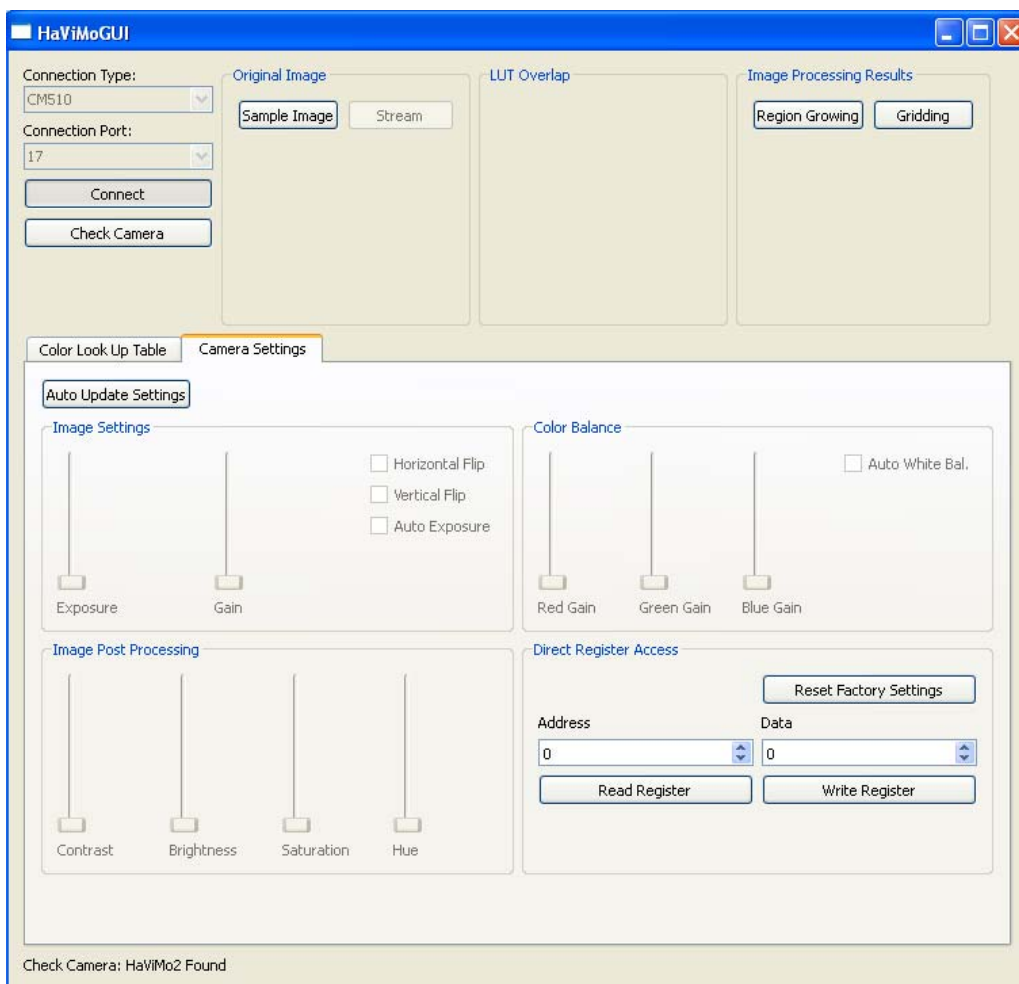 HaViMoGUI
Connection Type:
CM510
Connection Port:
17
Connect
Check Camera
Original Image
Sample Image
Stream
LUT Overlap
Image Processing Results
Region Growing
Gridding
Color Look Up Table
Camera Settings
Auto Update Settings
Image Settings
Horizontal Flip
Vertical Flip
Auto Exposure
Exposure
Gain
Color Balance
Auto White Bal.
Red Gain
Green Gain
Blue Gain
Image Post Processing
Contrast
Brightness
Saturation
Hue
Direct Register Access
Reset Factory Settings
Address
Data
0
0
Read Register
Write Register
Check Camera: HaViMo2 Found